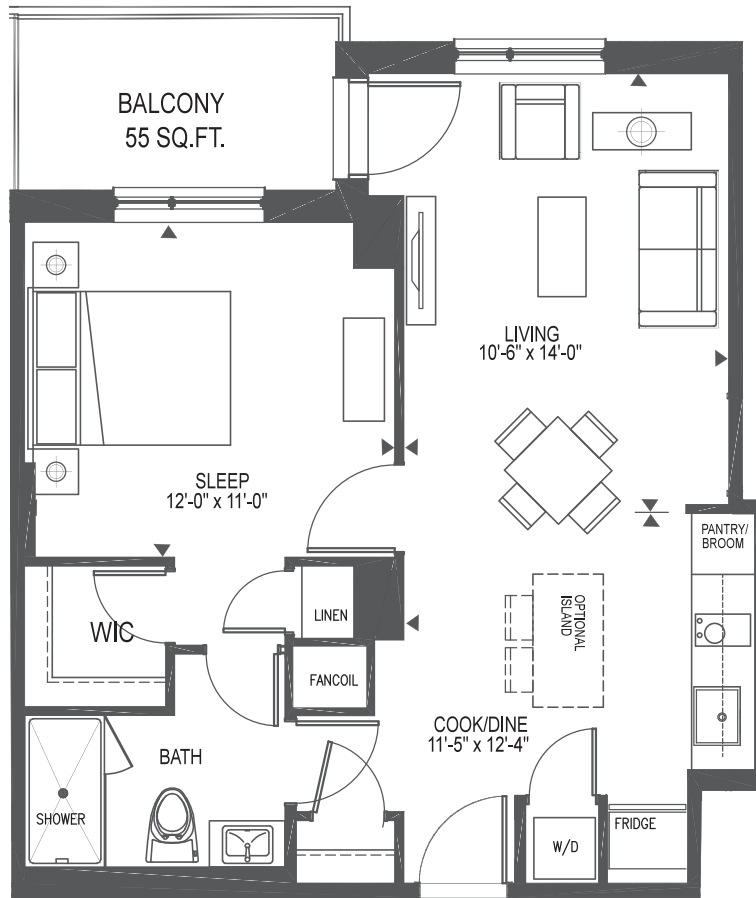 BALCONY
55 SQ.FT.
LIVING
10'-6" x 14'-0"
SLEEP
12'-0" x 11'-0"
PANTRY/
BROOM
OPTIONAL
ISLAND
LINEN
WIC
FANCOIL
COOK/DINE
11'-5" x 12'-4"
BATH
SHOWER
W/D
FRIDGE